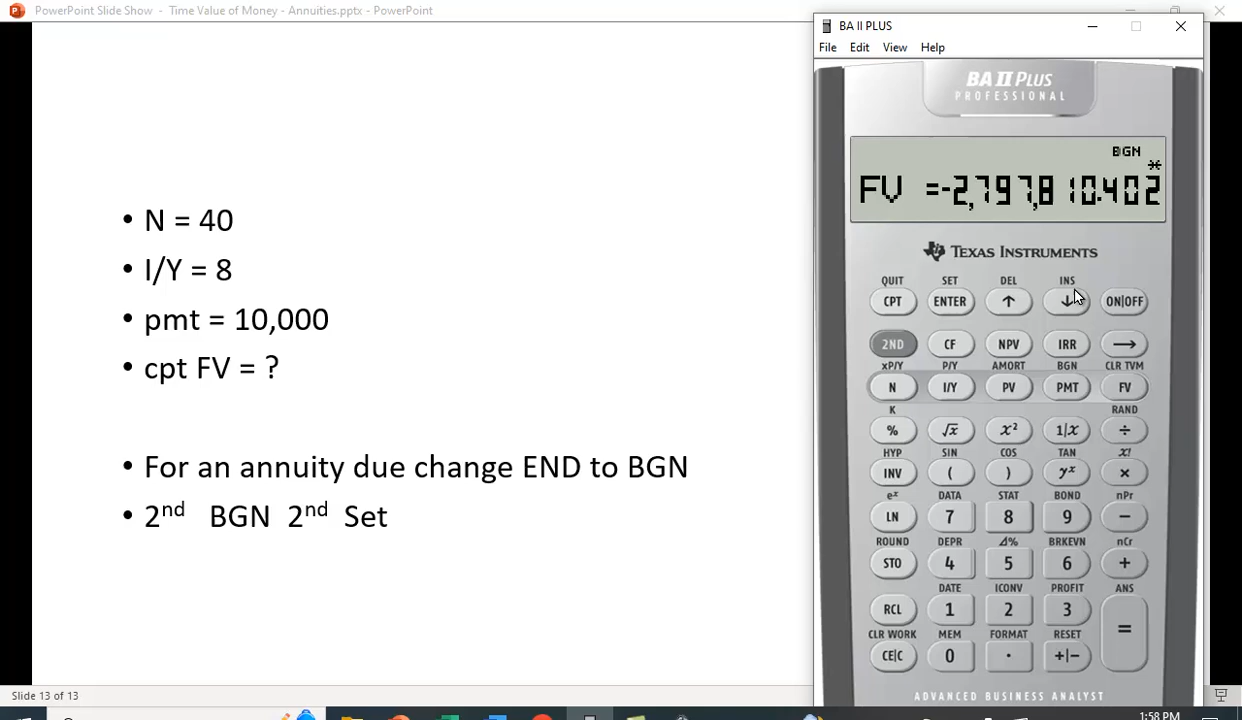 PowerPoint Slide Show - Time Value of Money - Annuities.pptx - PowerPoint
• N = 40
• I/Y = 8
• pmt = 10,000
• cpt FV = ?
• For an annuity due change END to BGN
• 2nd BGN 2nd Set
Slide 13 of 13
BA II PLUS
File Edit View Help
BA II PLUS
PROFESSIONAL
BGN
FV =-2,797,810.402
TEXAS INSTRUMENTS
QUIT SET DEL INS
CPT ENTER ↑ ↓ ON|OFF
2ND CF NPV IRR →
xP/Y P/Y AMORT BGN CLR TVM
N I/Y PV PMT FV
K RAND
% √x x² 1/x ÷
HYP SIN COS TAN x!
INV ( ) yˣ ×
eˣ DATA STAT BOND nPr
LN 7 8 9 −
ROUND DEPR Δ% BRKEVN nCr
STO 4 5 6 +
DATE ICONV PROFIT ANS
RCL 1 2 3 =
CLR WORK MEM FORMAT RESET
CE|C 0 . +|−
ADVANCED BUSINESS ANALYST
1:58 PM